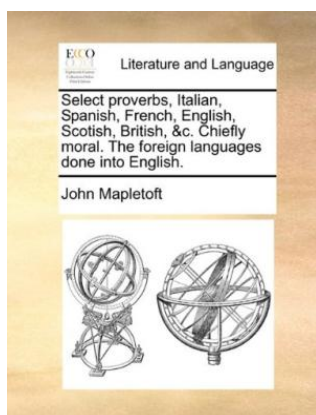 ECCO
Literature and Language
Select proverbs, Italian,
Spanish, French, English,
Scotish, British, &c. Chiefly
moral. The foreign languages
done into English.
John Mapletoft